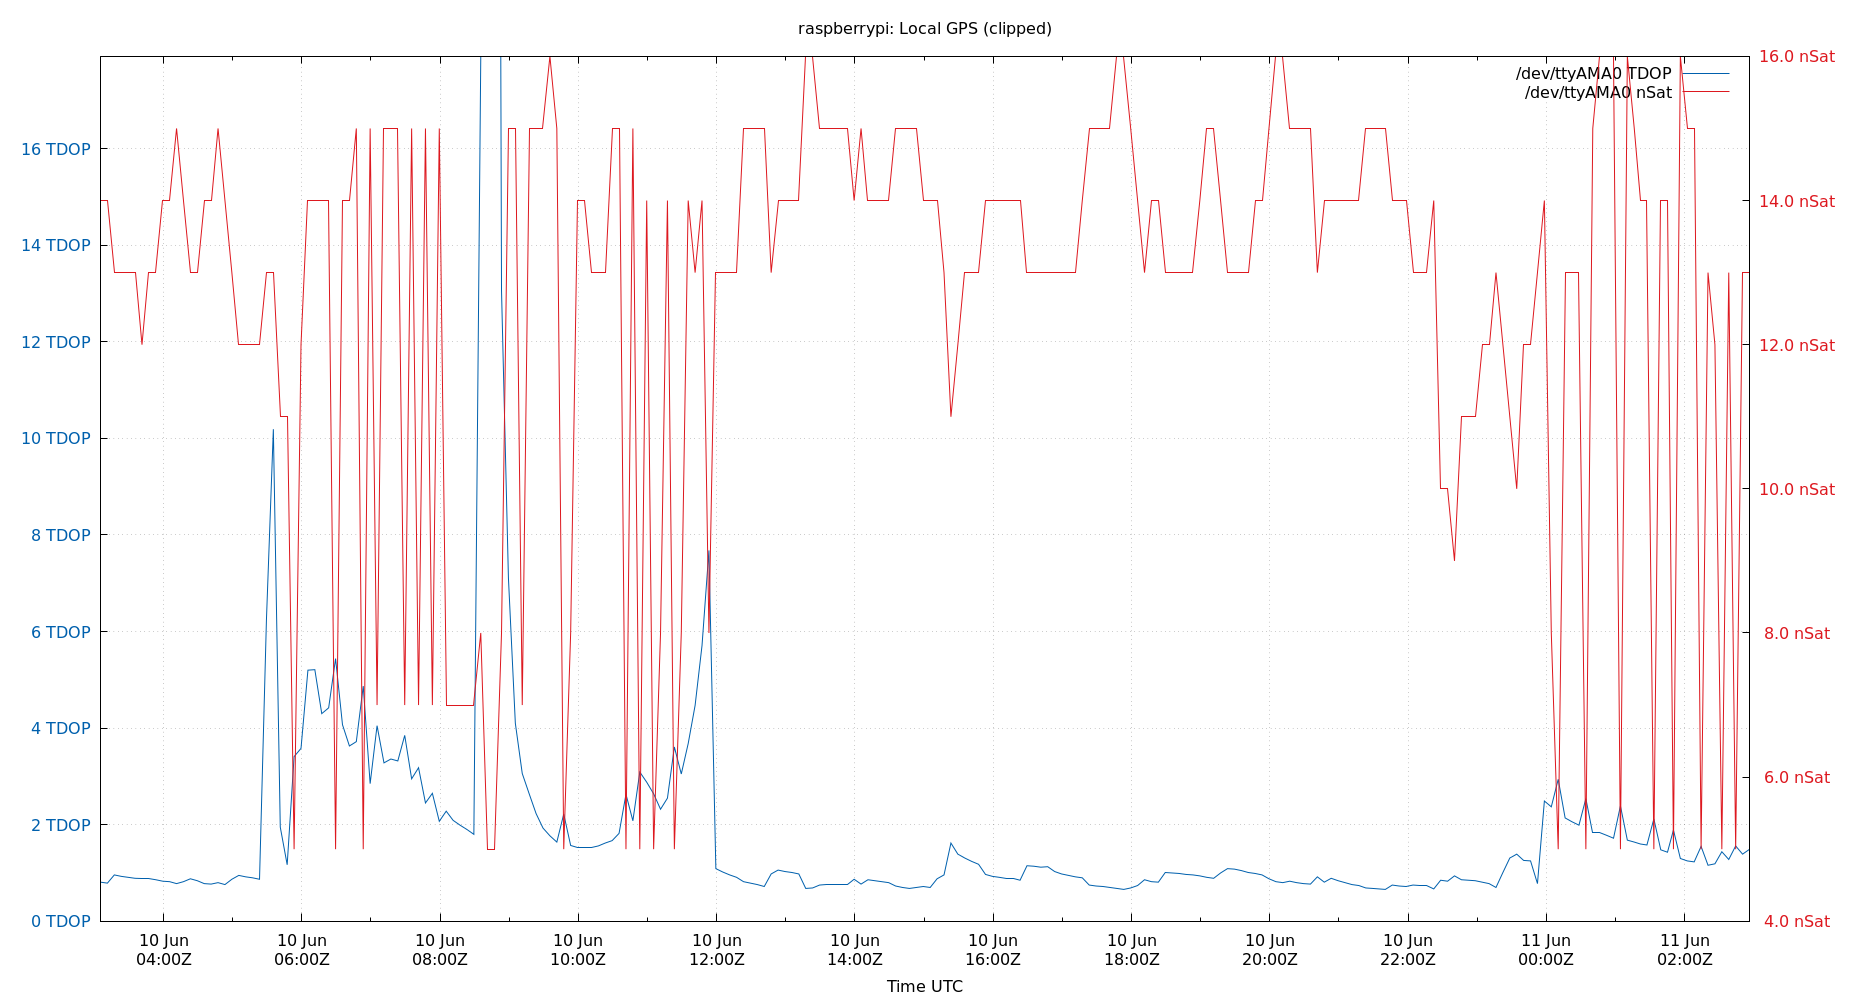 raspberrypi: Local GPS (clipped)
16.0 nSat
/dev/ttyAMA0 TDOP
/dev/ttyAMA0 nSat
16 TDOP
14.0 nSat
14 TDOP
12 TDOP
12.0 nSat
10 TDOP
10.0 nSat
8 TDOP
6 TDOP
8.0 nSat
4 TDOP
6.0 nSat
2 TDOP
0 TDOP
4.0 nSat
10 Jun 10 Jun 10 Jun 10 Jun 10 Jun 10 Jun 10 Jun 10 Jun 10 Jun 10 Jun 11 Jun 11 Jun
04:00Z 06:00Z 08:00Z 10:00Z 12:00Z 14:00Z 16:00Z 18:00Z 20:00Z 22:00Z 00:00Z 02:00Z
Time UTC